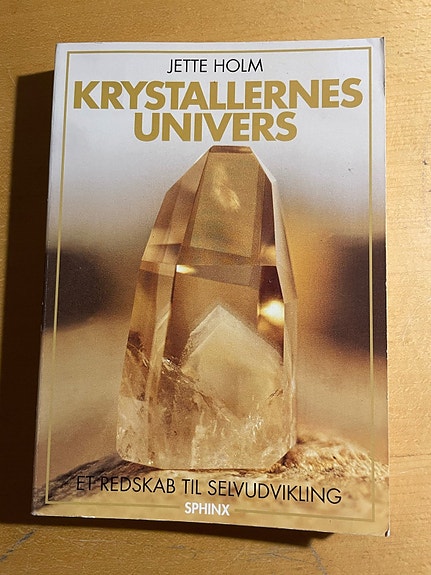 JETTE HOLM
KRYSTALLERNES
UNIVERS
ET REDSKAB TIL SELVUDVIKLING
SPHINX